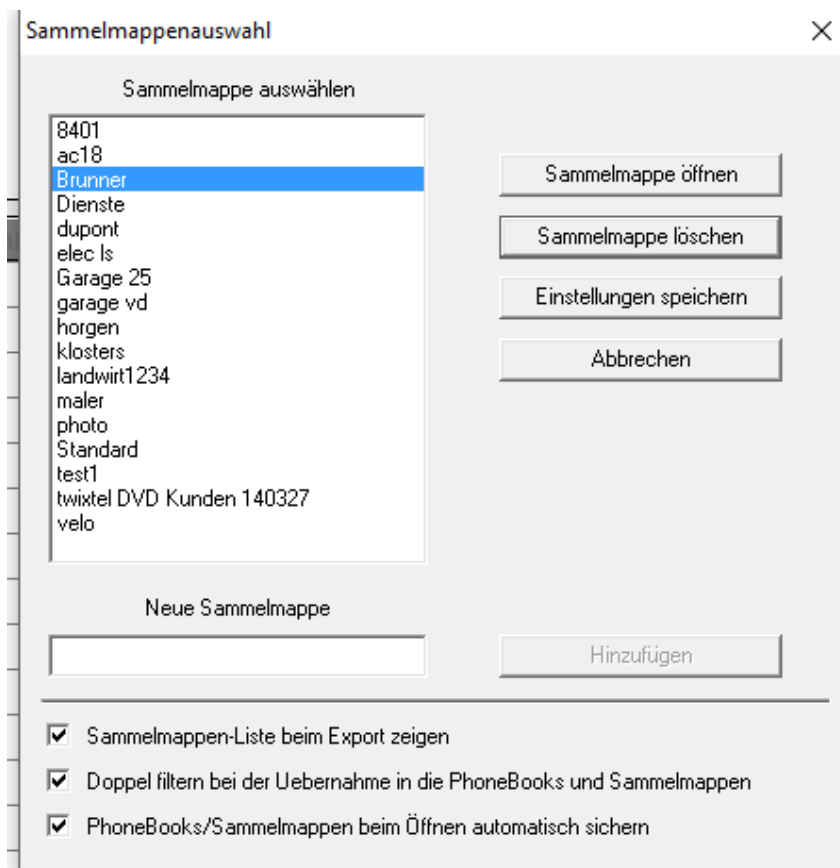 Sammelmappenauswahl
Sammelmappe auswählen
8401
ac18
Brunner
Dienste
dupont
elec ls
Garage 25
garage vd
horgen
klosters
landwirt1234
maler
photo
Standard
test1
twixtel DVD Kunden 140327
velo
Sammelmappe öffnen
Sammelmappe löschen
Einstellungen speichern
Abbrechen
Neue Sammelmappe
Hinzufügen
Sammelmappen-Liste beim Export zeigen
Doppel filtern bei der Uebernahme in die PhoneBooks und Sammelmappen
PhoneBooks/Sammelmappen beim Öffnen automatisch sichern